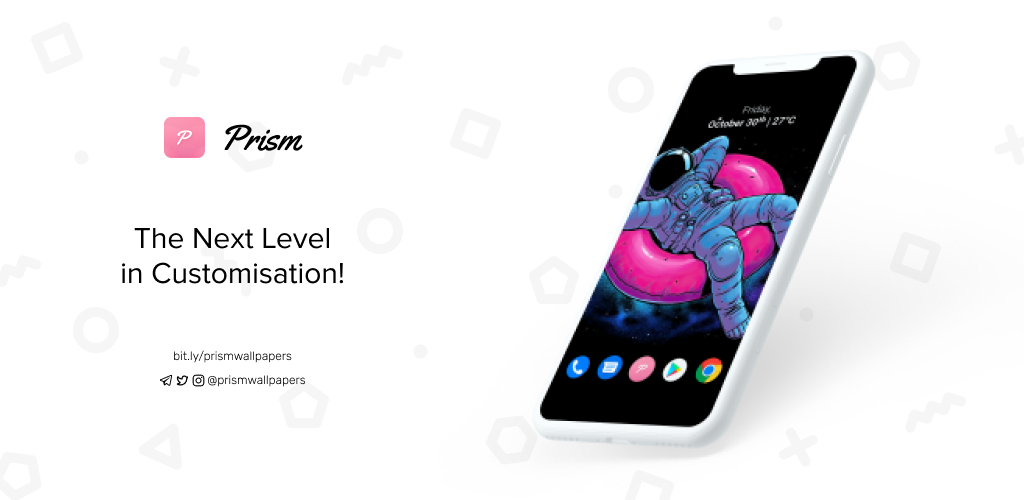 P Prism
The Next Level
in Customisation!
bit.ly/prismwallpapers
@prismwallpapers
Friday,
October 30th | 27°C
P